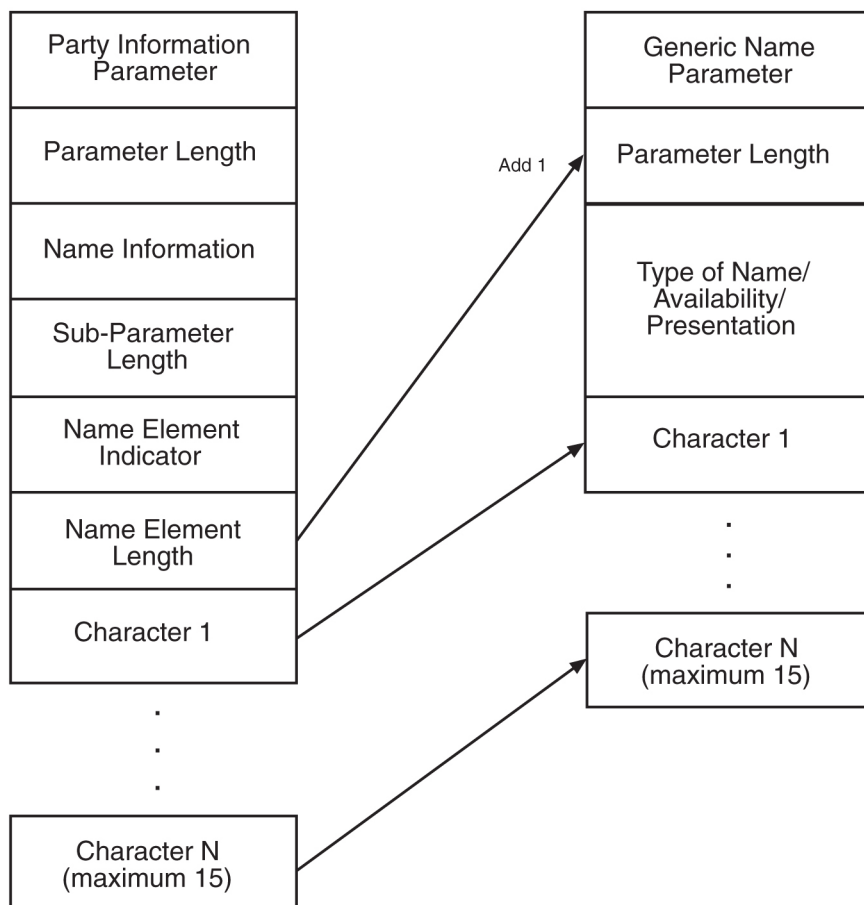 Party Information
Parameter
Parameter Length
Name Information
Sub-Parameter
Length
Name Element
Indicator
Name Element
Length
Character 1
Character N
(maximum 15)
Add 1
Generic Name
Parameter
Parameter Length
Type of Name/
Availability/
Presentation
Character 1
Character N
(maximum 15)